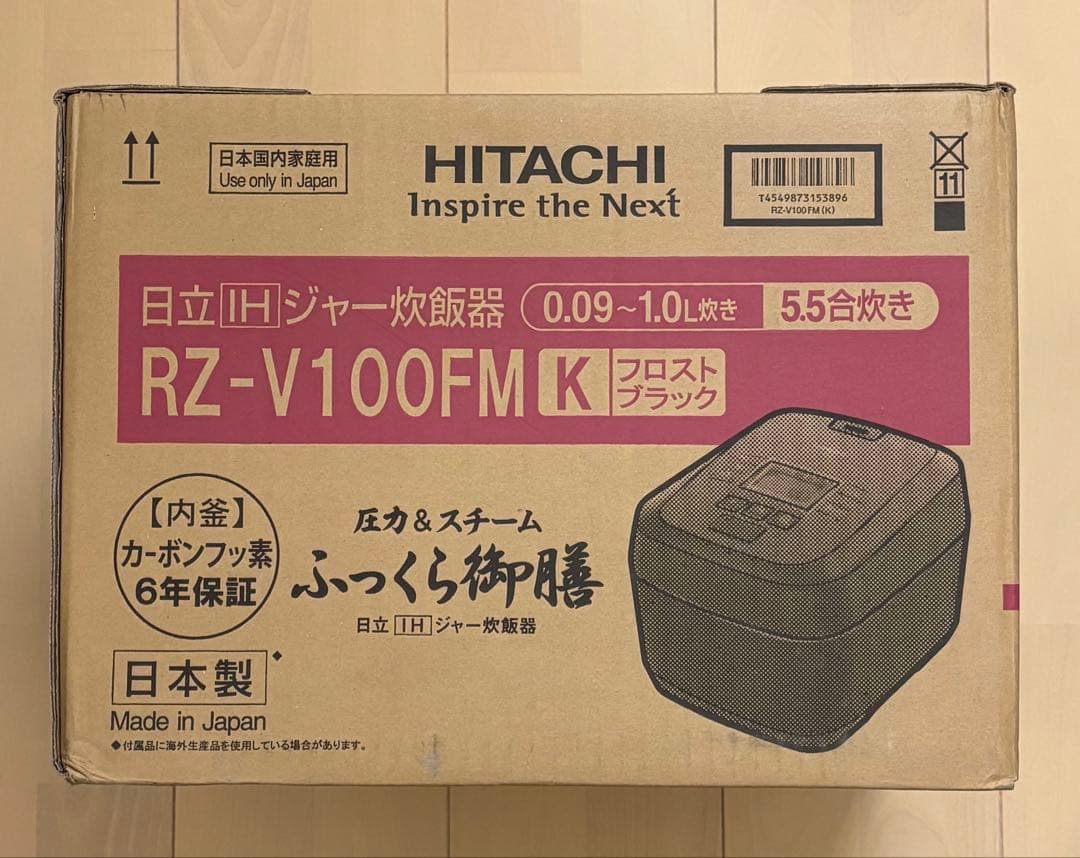 日本国内家庭用
Use only in Japan
HITACHI
Inspire the Next
T4549873153896
RZ-V100FM(K)
11
日立IHジャー炊飯器 0.09～1.0L炊き 5.5合炊き
RZ-V100FM K フロスト
ブラック
【内釜】
カーボンフッ素
6年保証
圧力&スチーム
ふっくら御膳
日立IHジャー炊飯器
日本製◆
Made in Japan
◆付属品に海外生産品を使用している場合があります。